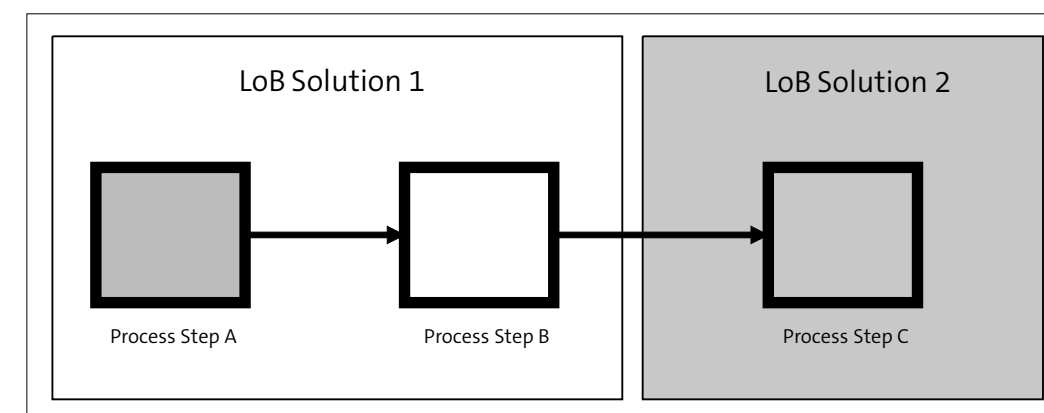 LoB Solution 1
LoB Solution 2
Process Step A
Process Step B
Process Step C